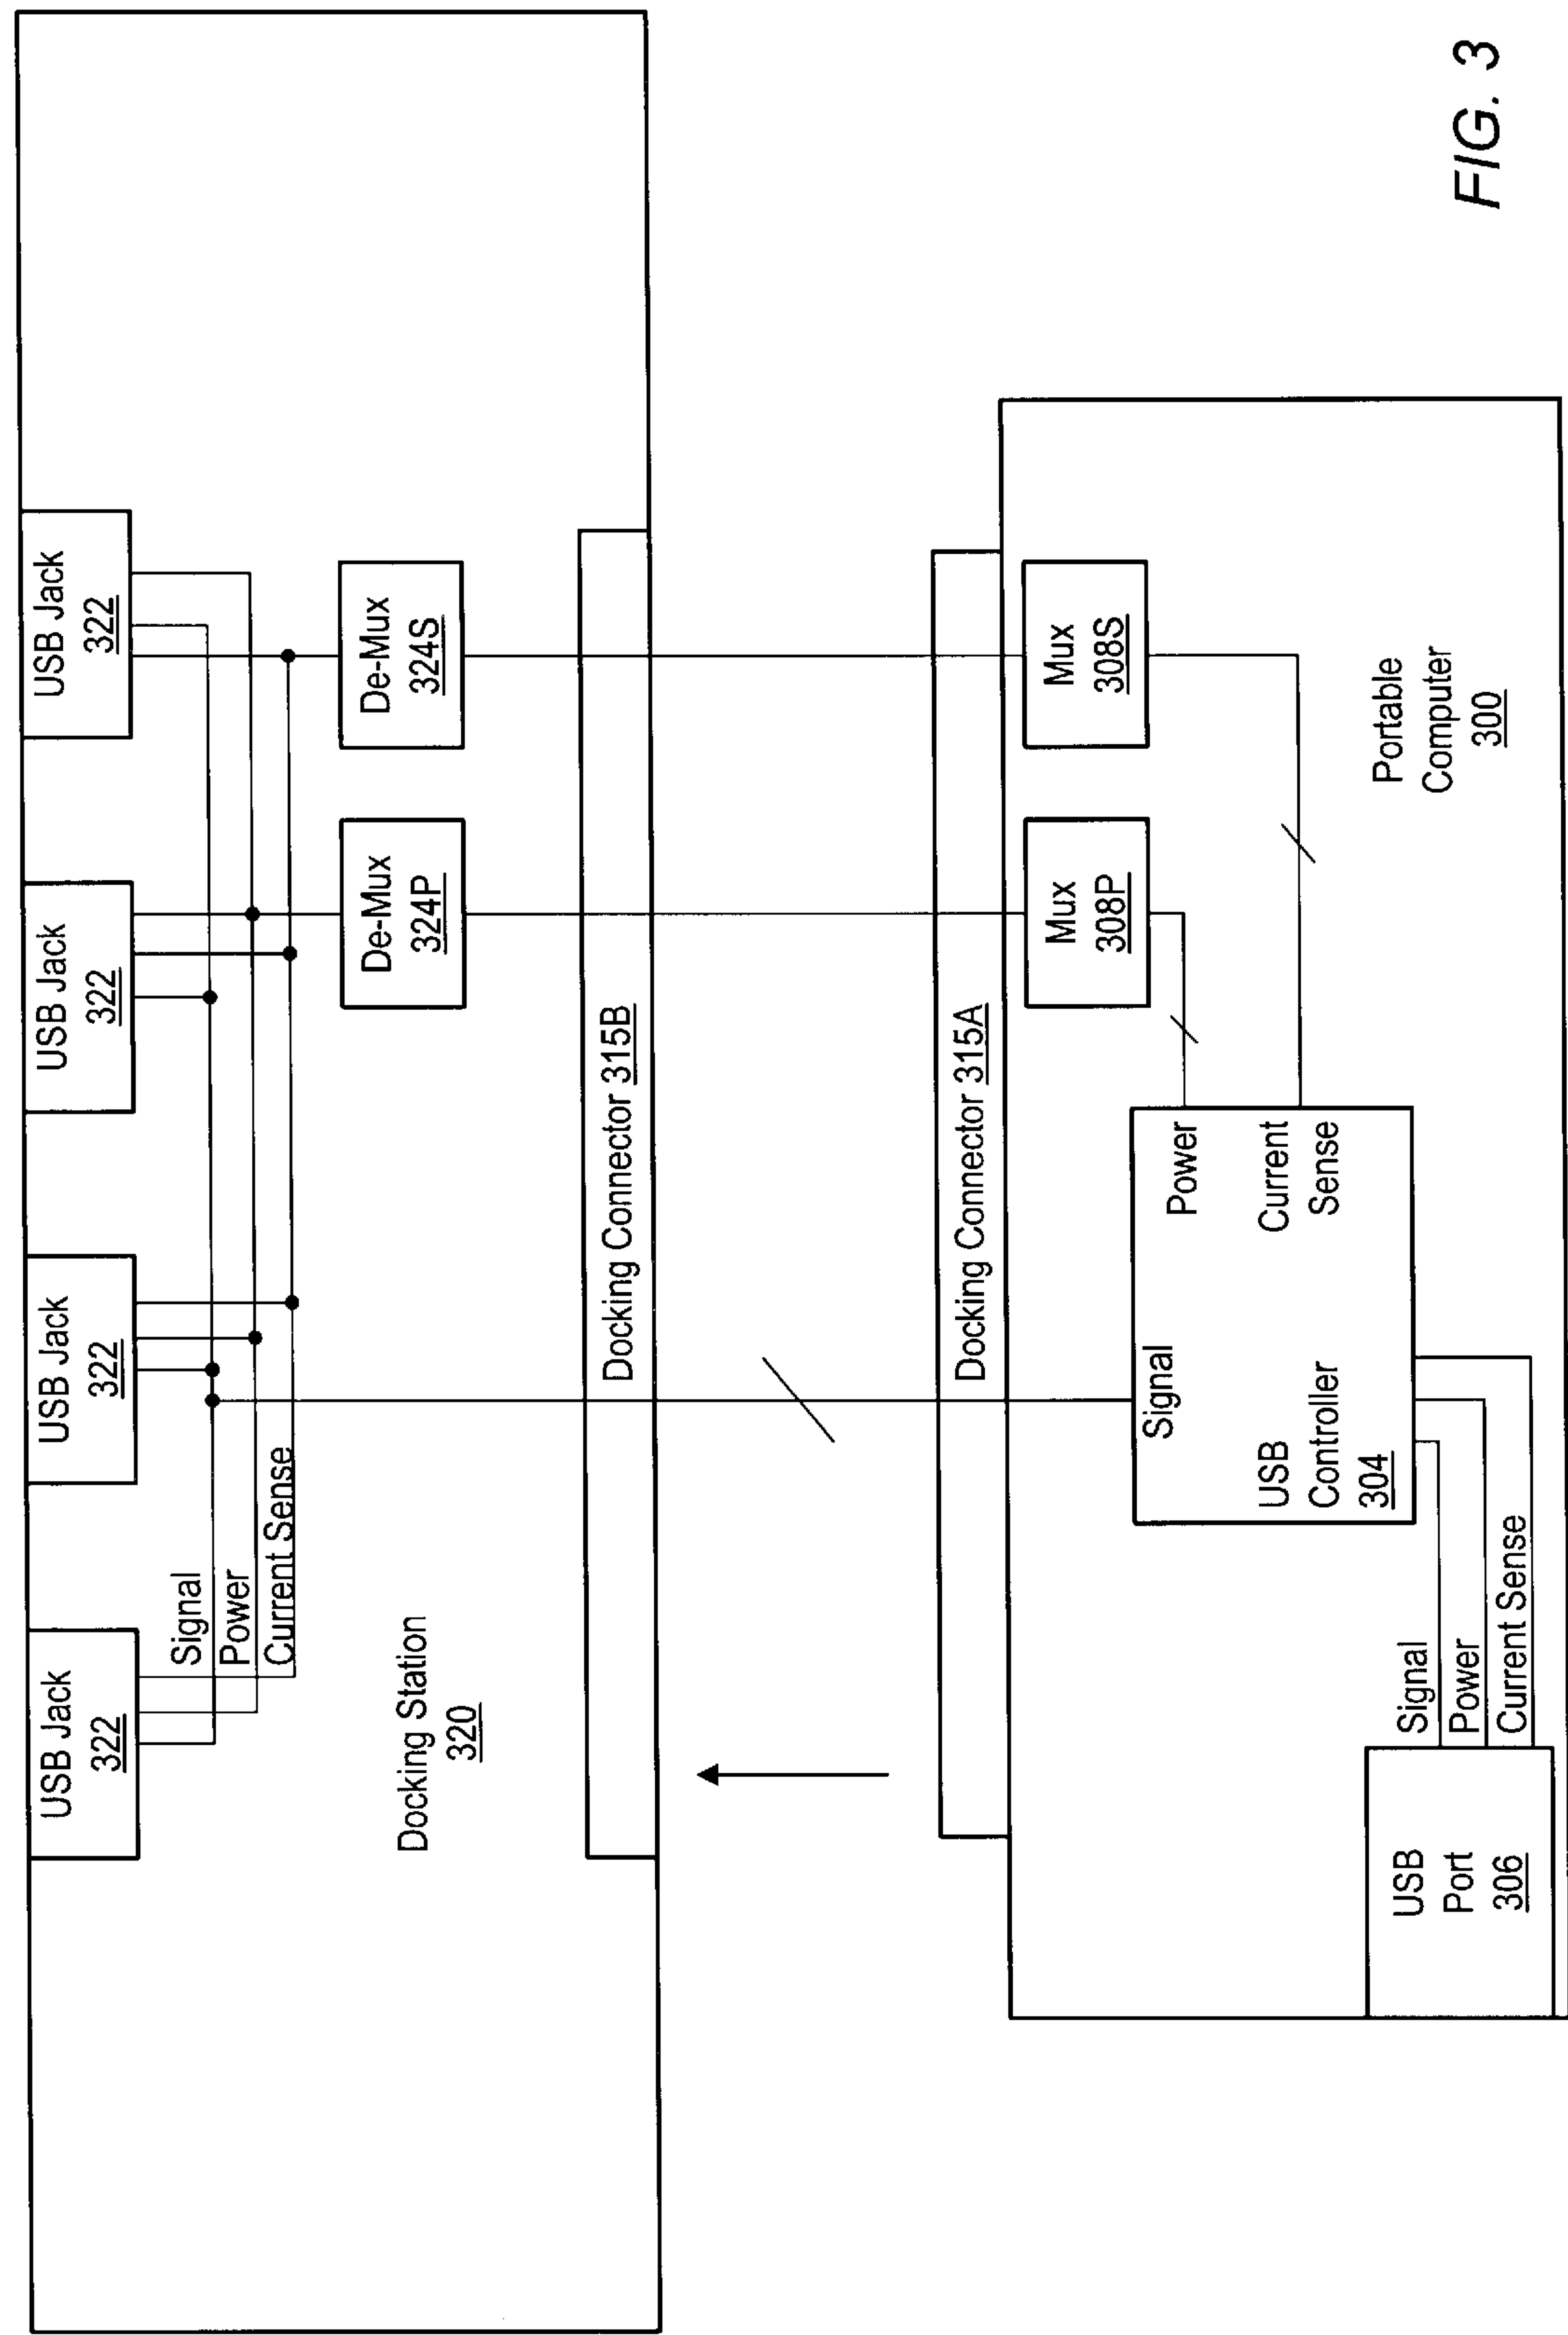 USB Jack
322
USB Jack
322
USB Jack
322
USB Jack
322
Signal
Power
Current Sense
De-Mux
324P
De-Mux
324S
Docking Station
320
Docking Connector 315B
Docking Connector 315A
Mux
308P
Mux
308S
Signal
Power
Current
Sense
USB
Controller
304
Signal
Power
Current Sense
USB
Port
306
Portable
Computer
300
FIG. 3